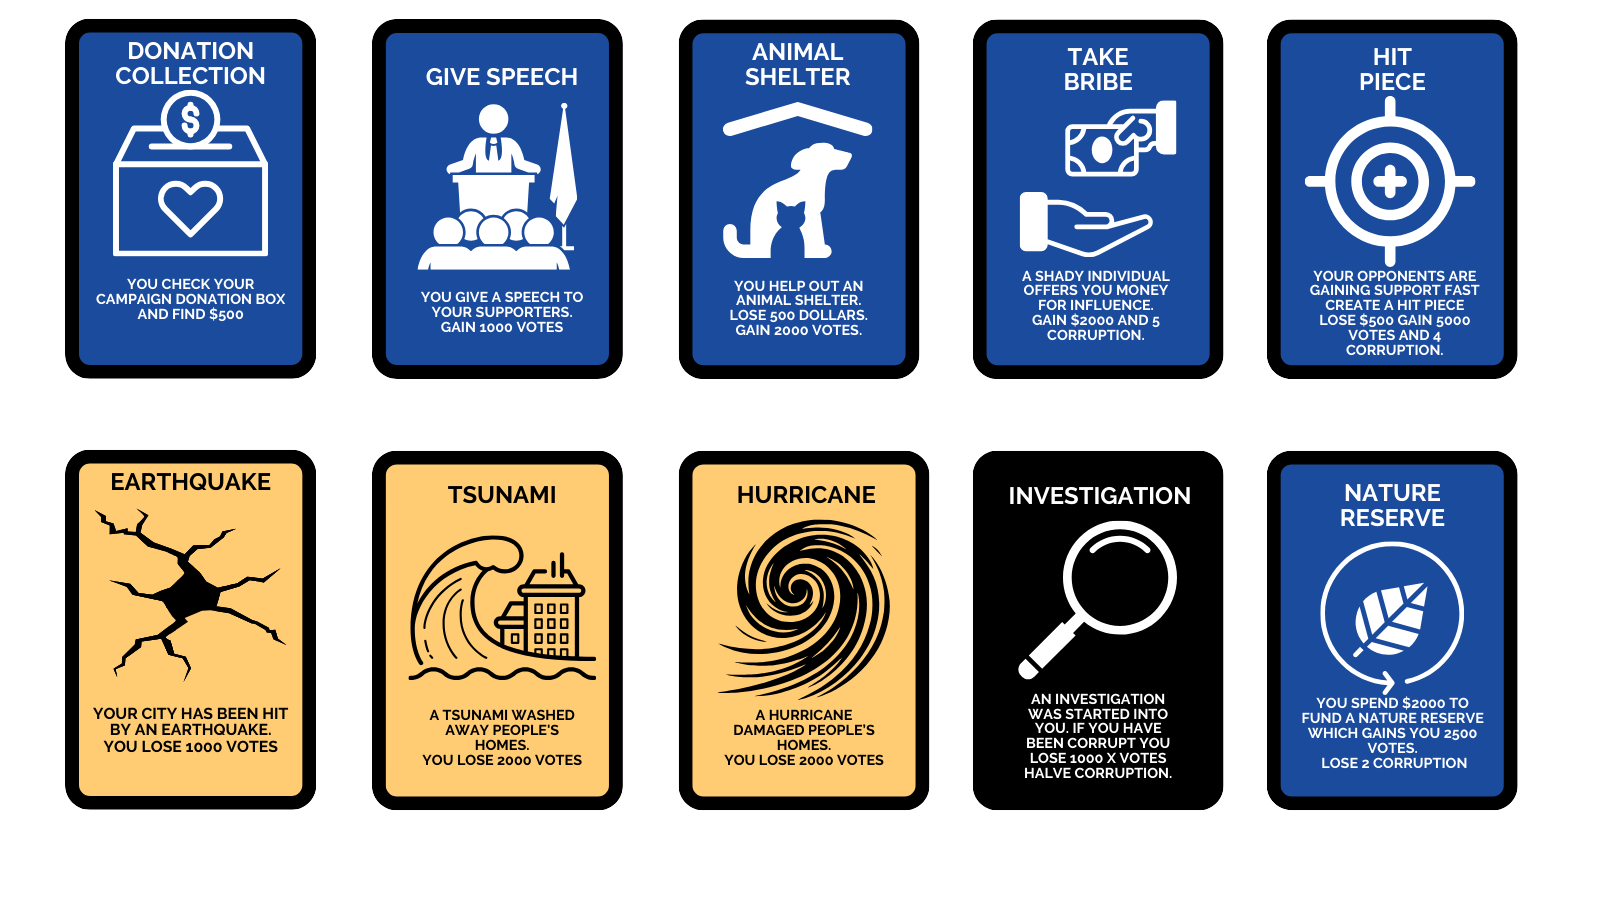 DONATION
COLLECTION
$
YOU CHECK YOUR
CAMPAIGN DONATION BOX
AND FIND $500
GIVE SPEECH
YOU GIVE A SPEECH TO
YOUR SUPPORTERS.
GAIN 1000 VOTES
ANIMAL
SHELTER
YOU HELP OUT AN
ANIMAL SHELTER.
LOSE 500 DOLLARS.
GAIN 2000 VOTES.
TAKE
BRIBE
A SHADY INDIVIDUAL
OFFERS YOU MONEY
FOR INFLUENCE.
GAIN $2000 AND 5
CORRUPTION.
HIT
PIECE
YOUR OPPONENTS ARE
GAINING SUPPORT FAST
CREATE A HIT PIECE
LOSE $500 GAIN 5000
VOTES AND 4
CORRUPTION.
EARTHQUAKE
YOUR CITY HAS BEEN HIT
BY AN EARTHQUAKE.
YOU LOSE 1000 VOTES
TSUNAMI
A TSUNAMI WASHED
AWAY PEOPLE'S
HOMES.
YOU LOSE 2000 VOTES
HURRICANE
A HURRICANE
DAMAGED PEOPLE'S
HOMES.
YOU LOSE 2000 VOTES
INVESTIGATION
AN INVESTIGATION
WAS STARTED INTO
YOU. IF YOU HAVE
BEEN CORRUPT YOU
LOSE 1000 X VOTES
HALVE CORRUPTION.
NATURE
RESERVE
YOU SPEND $2000 TO
FUND A NATURE RESERVE
WHICH GAINS YOU 2500
VOTES.
LOSE 2 CORRUPTION